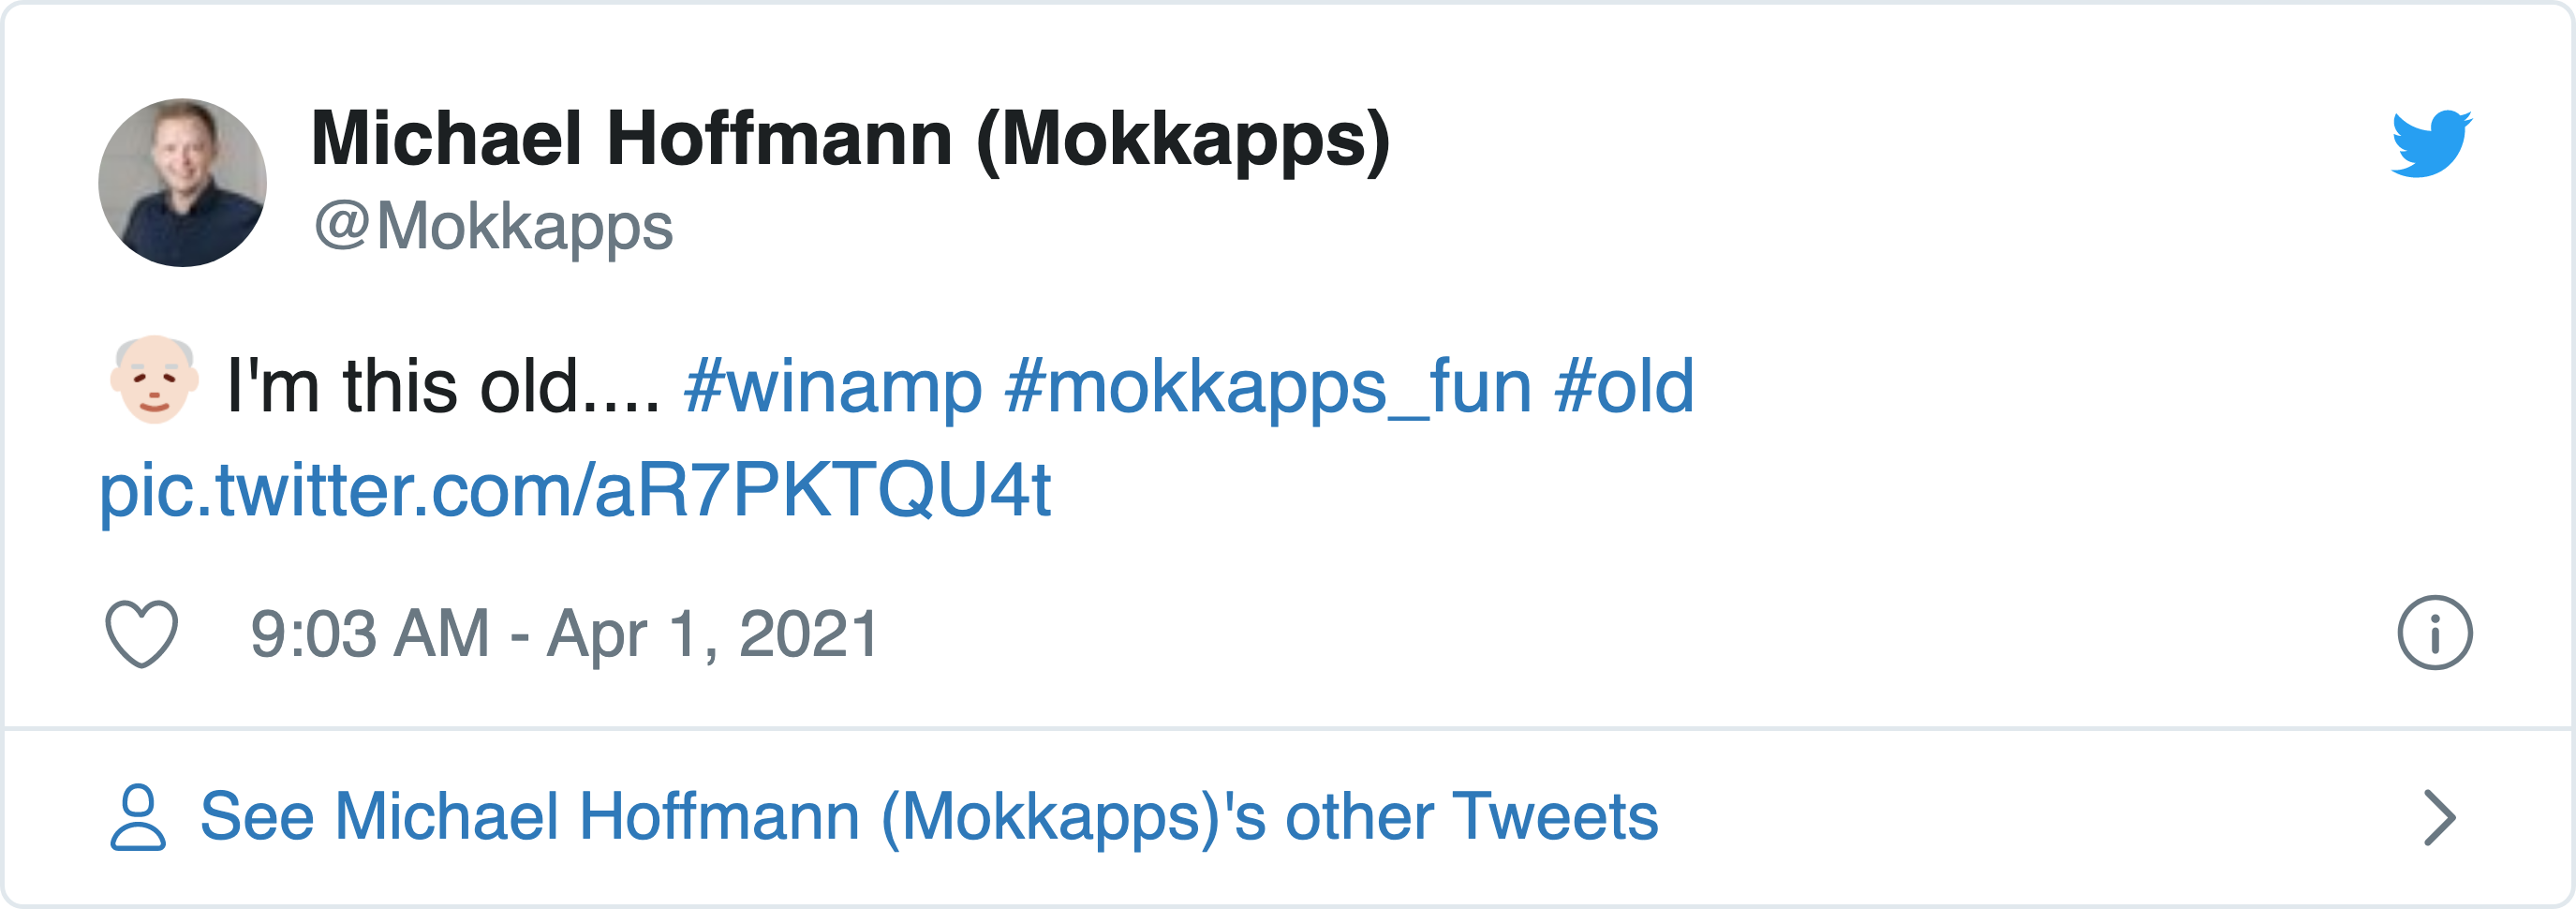 Michael Hoffmann (Mokkapps)
@Mokkapps
👴🏻 I'm this old.... #winamp #mokkapps_fun #old
pic.twitter.com/aR7PKTQU4t
9:03 AM - Apr 1, 2021
See Michael Hoffmann (Mokkapps)'s other Tweets